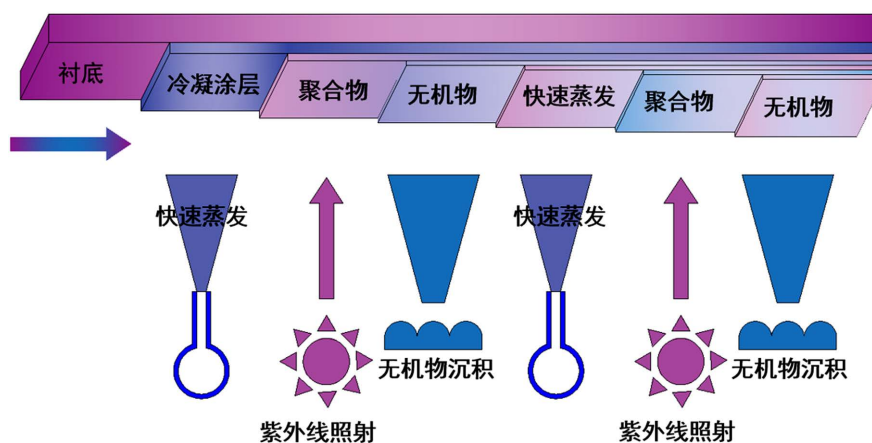 衬底
冷凝涂层
聚合物
无机物
快速蒸发
聚合物
无机物
快速蒸发
快速蒸发
无机物沉积
无机物沉积
紫外线照射
紫外线照射